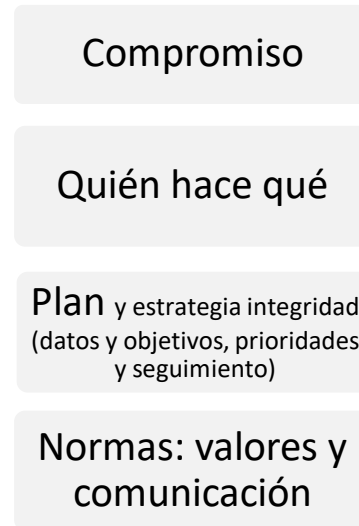 Compromiso
Quién hace qué
Plan y estrategia integridad
(datos y objetivos, prioridades
y seguimiento)
Normas: valores y
comunicación